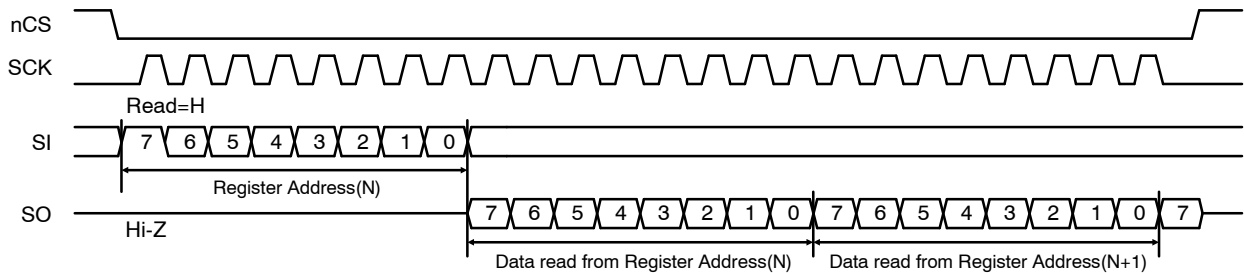 nCS
SCK
Read=H
SI 7 6 5 4 3 2 1 0
Register Address(N)
SO 7 6 5 4 3 2 1 0 7 6 5 4 3 2 1 0 7
Hi-Z
Data read from Register Address(N) Data read from Register Address(N+1)